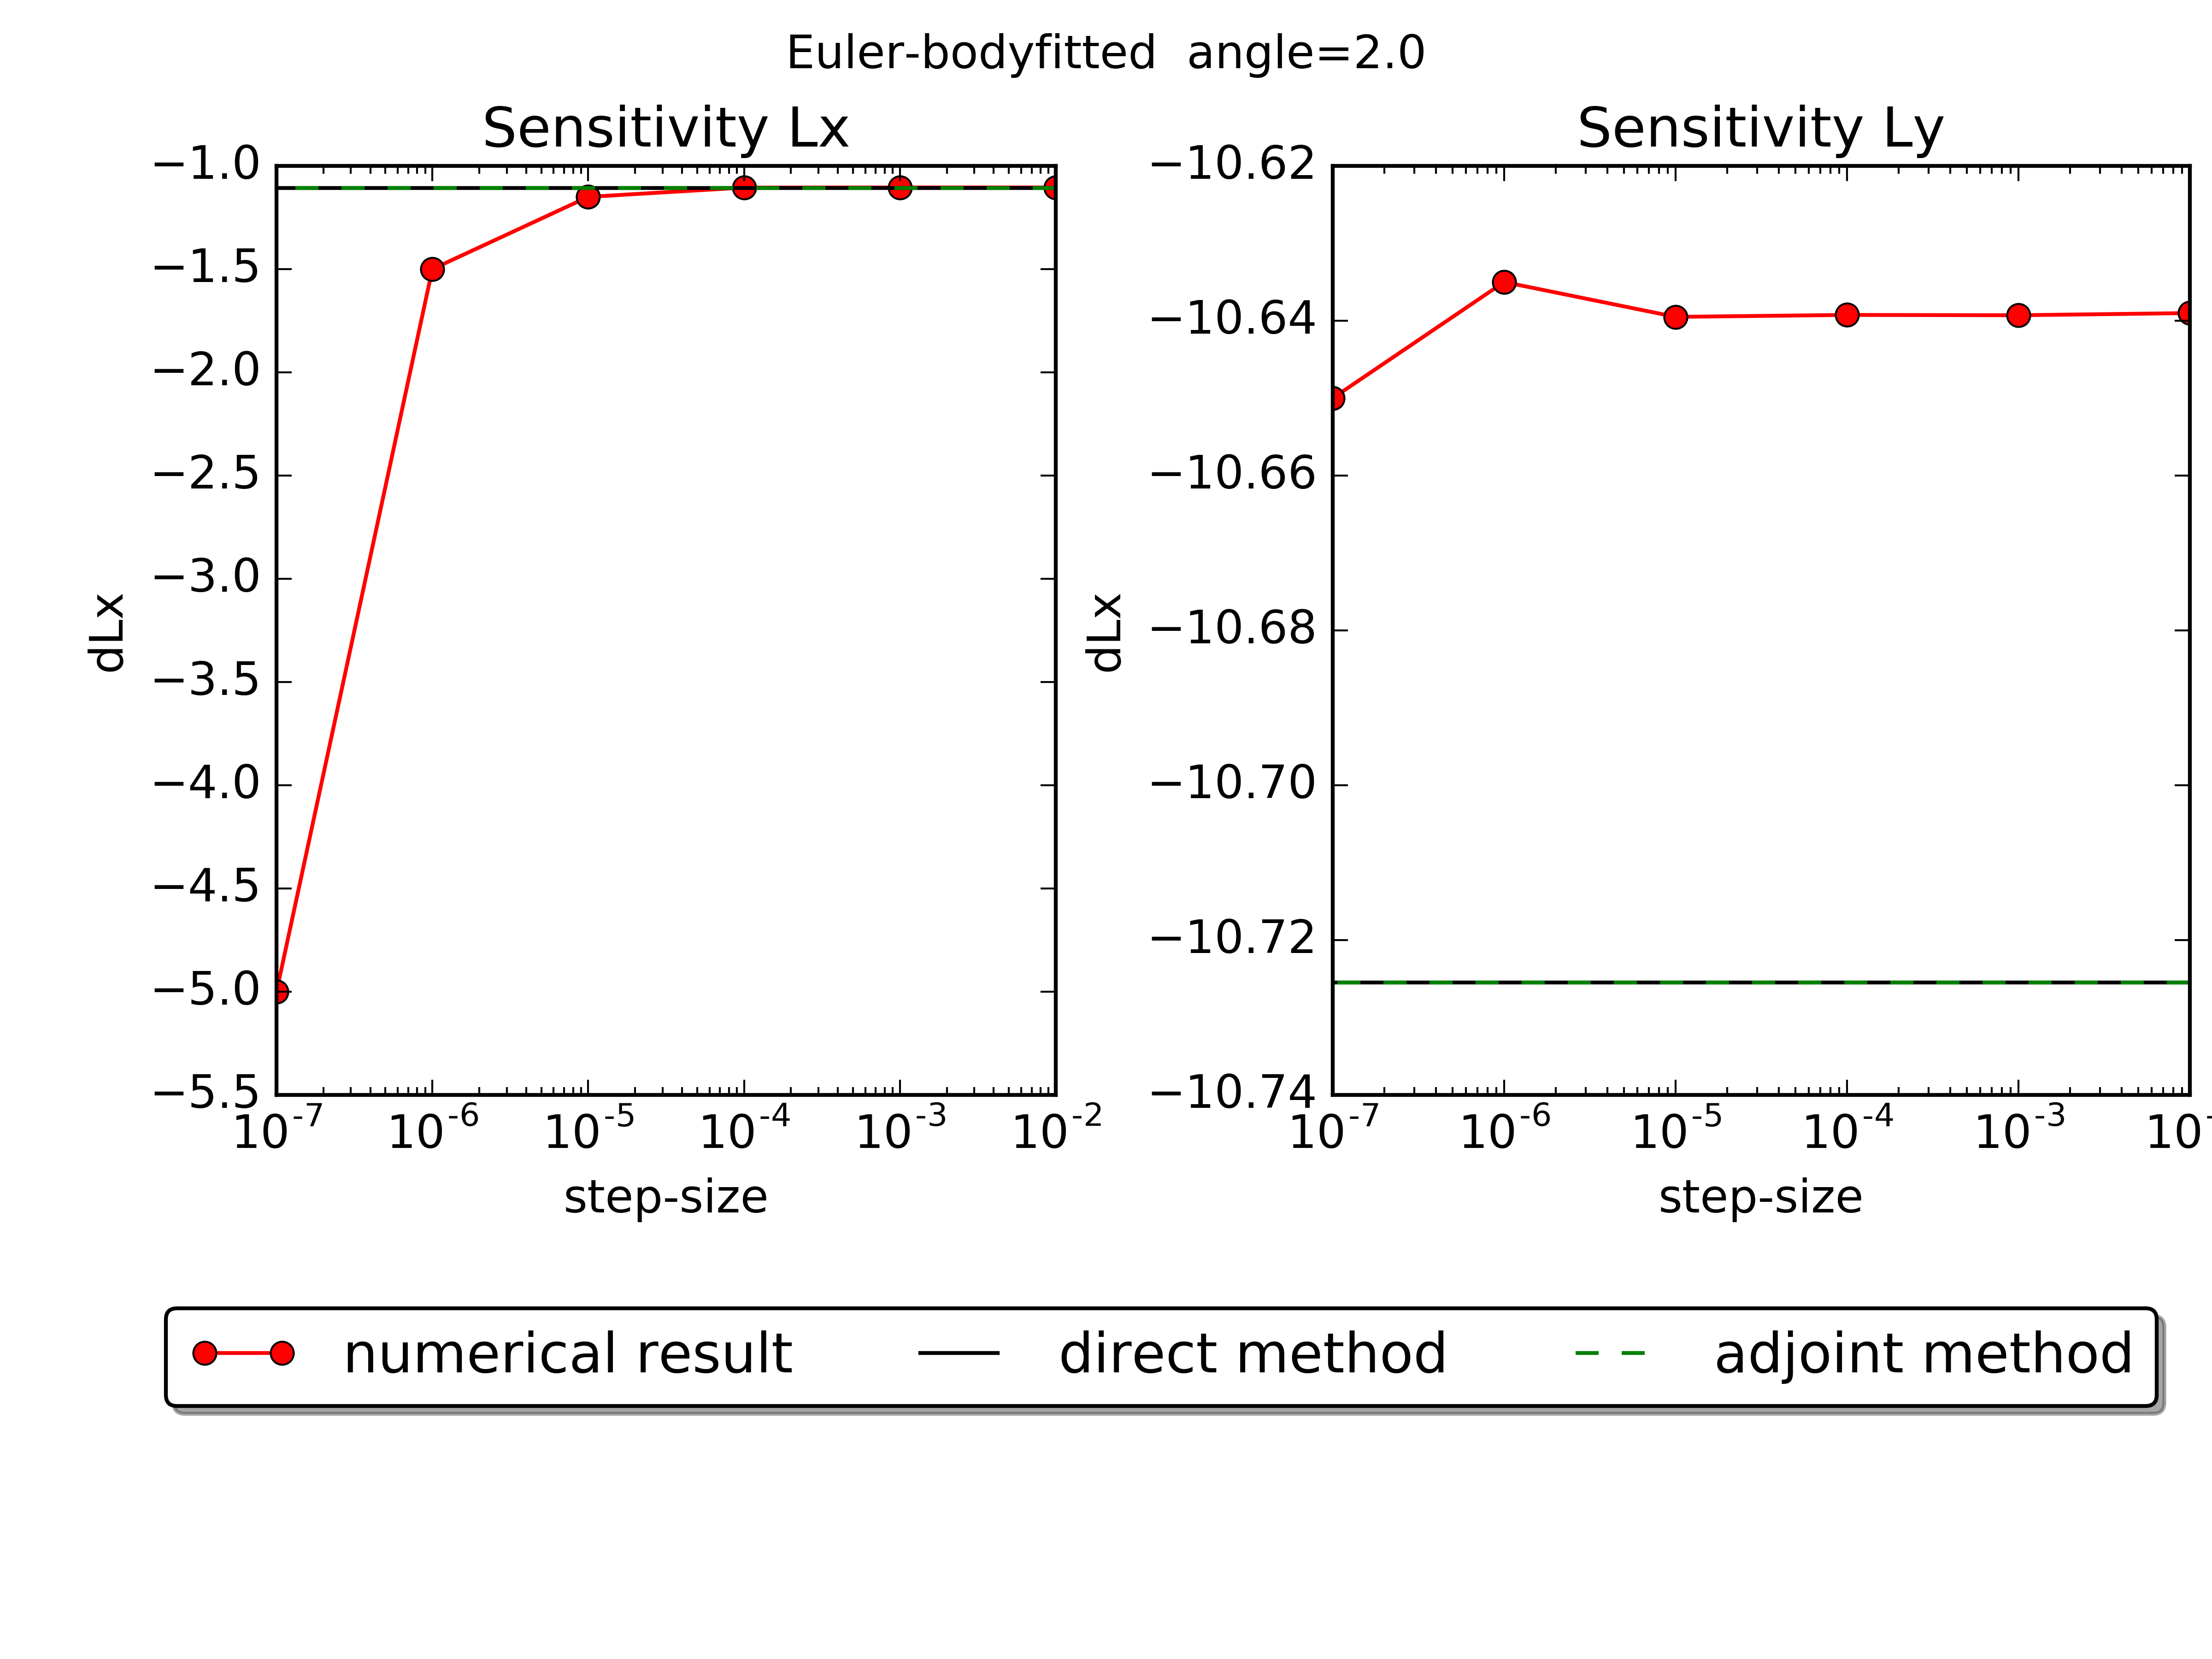 Euler-bodyfitted angle=2.0
Sensitivity Lx
−1.0
−1.5
−2.0
−2.5
−3.0
−3.5
−4.0
−4.5
−5.0
−5.5
dLx
10^-7 10^-6 10^-5 10^-4 10^-3 10^-2
step-size
Sensitivity Ly
−10.62
−10.64
−10.66
−10.68
−10.70
−10.72
−10.74
dLx
10^-7 10^-6 10^-5 10^-4 10^-3 10^-
step-size
numerical result direct method adjoint method